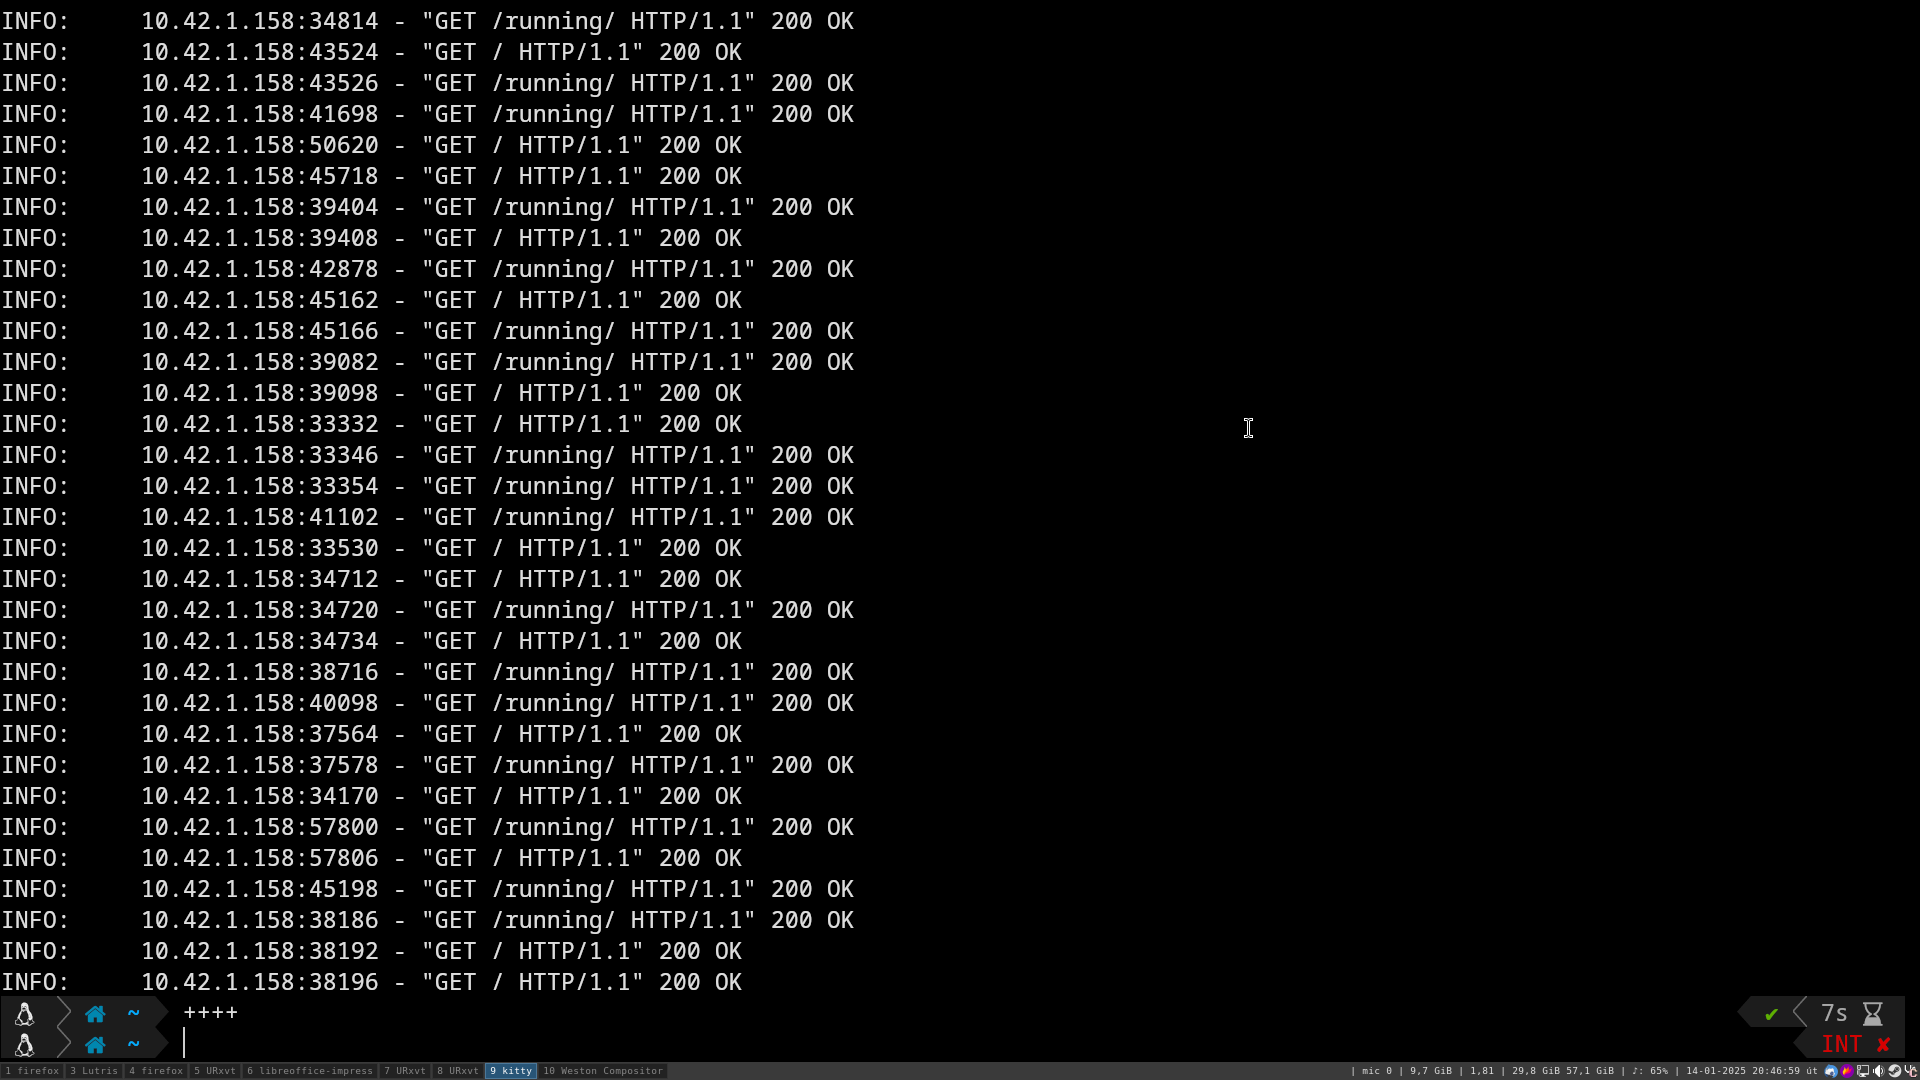 INFO:     10.42.1.158:34814 - "GET /running/ HTTP/1.1" 200 OK
INFO:     10.42.1.158:43524 - "GET / HTTP/1.1" 200 OK
INFO:     10.42.1.158:43526 - "GET /running/ HTTP/1.1" 200 OK
INFO:     10.42.1.158:41698 - "GET /running/ HTTP/1.1" 200 OK
INFO:     10.42.1.158:50620 - "GET / HTTP/1.1" 200 OK
INFO:     10.42.1.158:45718 - "GET / HTTP/1.1" 200 OK
INFO:     10.42.1.158:39404 - "GET /running/ HTTP/1.1" 200 OK
INFO:     10.42.1.158:39408 - "GET / HTTP/1.1" 200 OK
INFO:     10.42.1.158:42878 - "GET /running/ HTTP/1.1" 200 OK
INFO:     10.42.1.158:45162 - "GET / HTTP/1.1" 200 OK
INFO:     10.42.1.158:45166 - "GET /running/ HTTP/1.1" 200 OK
INFO:     10.42.1.158:39082 - "GET /running/ HTTP/1.1" 200 OK
INFO:     10.42.1.158:39098 - "GET / HTTP/1.1" 200 OK
INFO:     10.42.1.158:33332 - "GET / HTTP/1.1" 200 OK
INFO:     10.42.1.158:33346 - "GET /running/ HTTP/1.1" 200 OK
INFO:     10.42.1.158:33354 - "GET /running/ HTTP/1.1" 200 OK
INFO:     10.42.1.158:41102 - "GET /running/ HTTP/1.1" 200 OK
INFO:     10.42.1.158:33530 - "GET / HTTP/1.1" 200 OK
INFO:     10.42.1.158:34712 - "GET / HTTP/1.1" 200 OK
INFO:     10.42.1.158:34720 - "GET /running/ HTTP/1.1" 200 OK
INFO:     10.42.1.158:34734 - "GET / HTTP/1.1" 200 OK
INFO:     10.42.1.158:38716 - "GET /running/ HTTP/1.1" 200 OK
INFO:     10.42.1.158:40098 - "GET /running/ HTTP/1.1" 200 OK
INFO:     10.42.1.158:37564 - "GET / HTTP/1.1" 200 OK
INFO:     10.42.1.158:37578 - "GET /running/ HTTP/1.1" 200 OK
INFO:     10.42.1.158:34170 - "GET / HTTP/1.1" 200 OK
INFO:     10.42.1.158:57800 - "GET /running/ HTTP/1.1" 200 OK
INFO:     10.42.1.158:57806 - "GET / HTTP/1.1" 200 OK
INFO:     10.42.1.158:45198 - "GET /running/ HTTP/1.1" 200 OK
INFO:     10.42.1.158:38186 - "GET /running/ HTTP/1.1" 200 OK
INFO:     10.42.1.158:38192 - "GET / HTTP/1.1" 200 OK
INFO:     10.42.1.158:38196 - "GET / HTTP/1.1" 200 OK
~ ++++ ✔ 7s
~ INT ✘
1 firefox 3 Lutris 4 firefox 5 URxvt 6 libreoffice-impress 7 URxvt 8 URxvt 9 kitty 10 Weston Compositor | mic 0 | 9,7 GiB | 1,81 | 29,8 GiB 57,1 GiB | ♪: 65% | 14-01-2025 20:46:59 út |